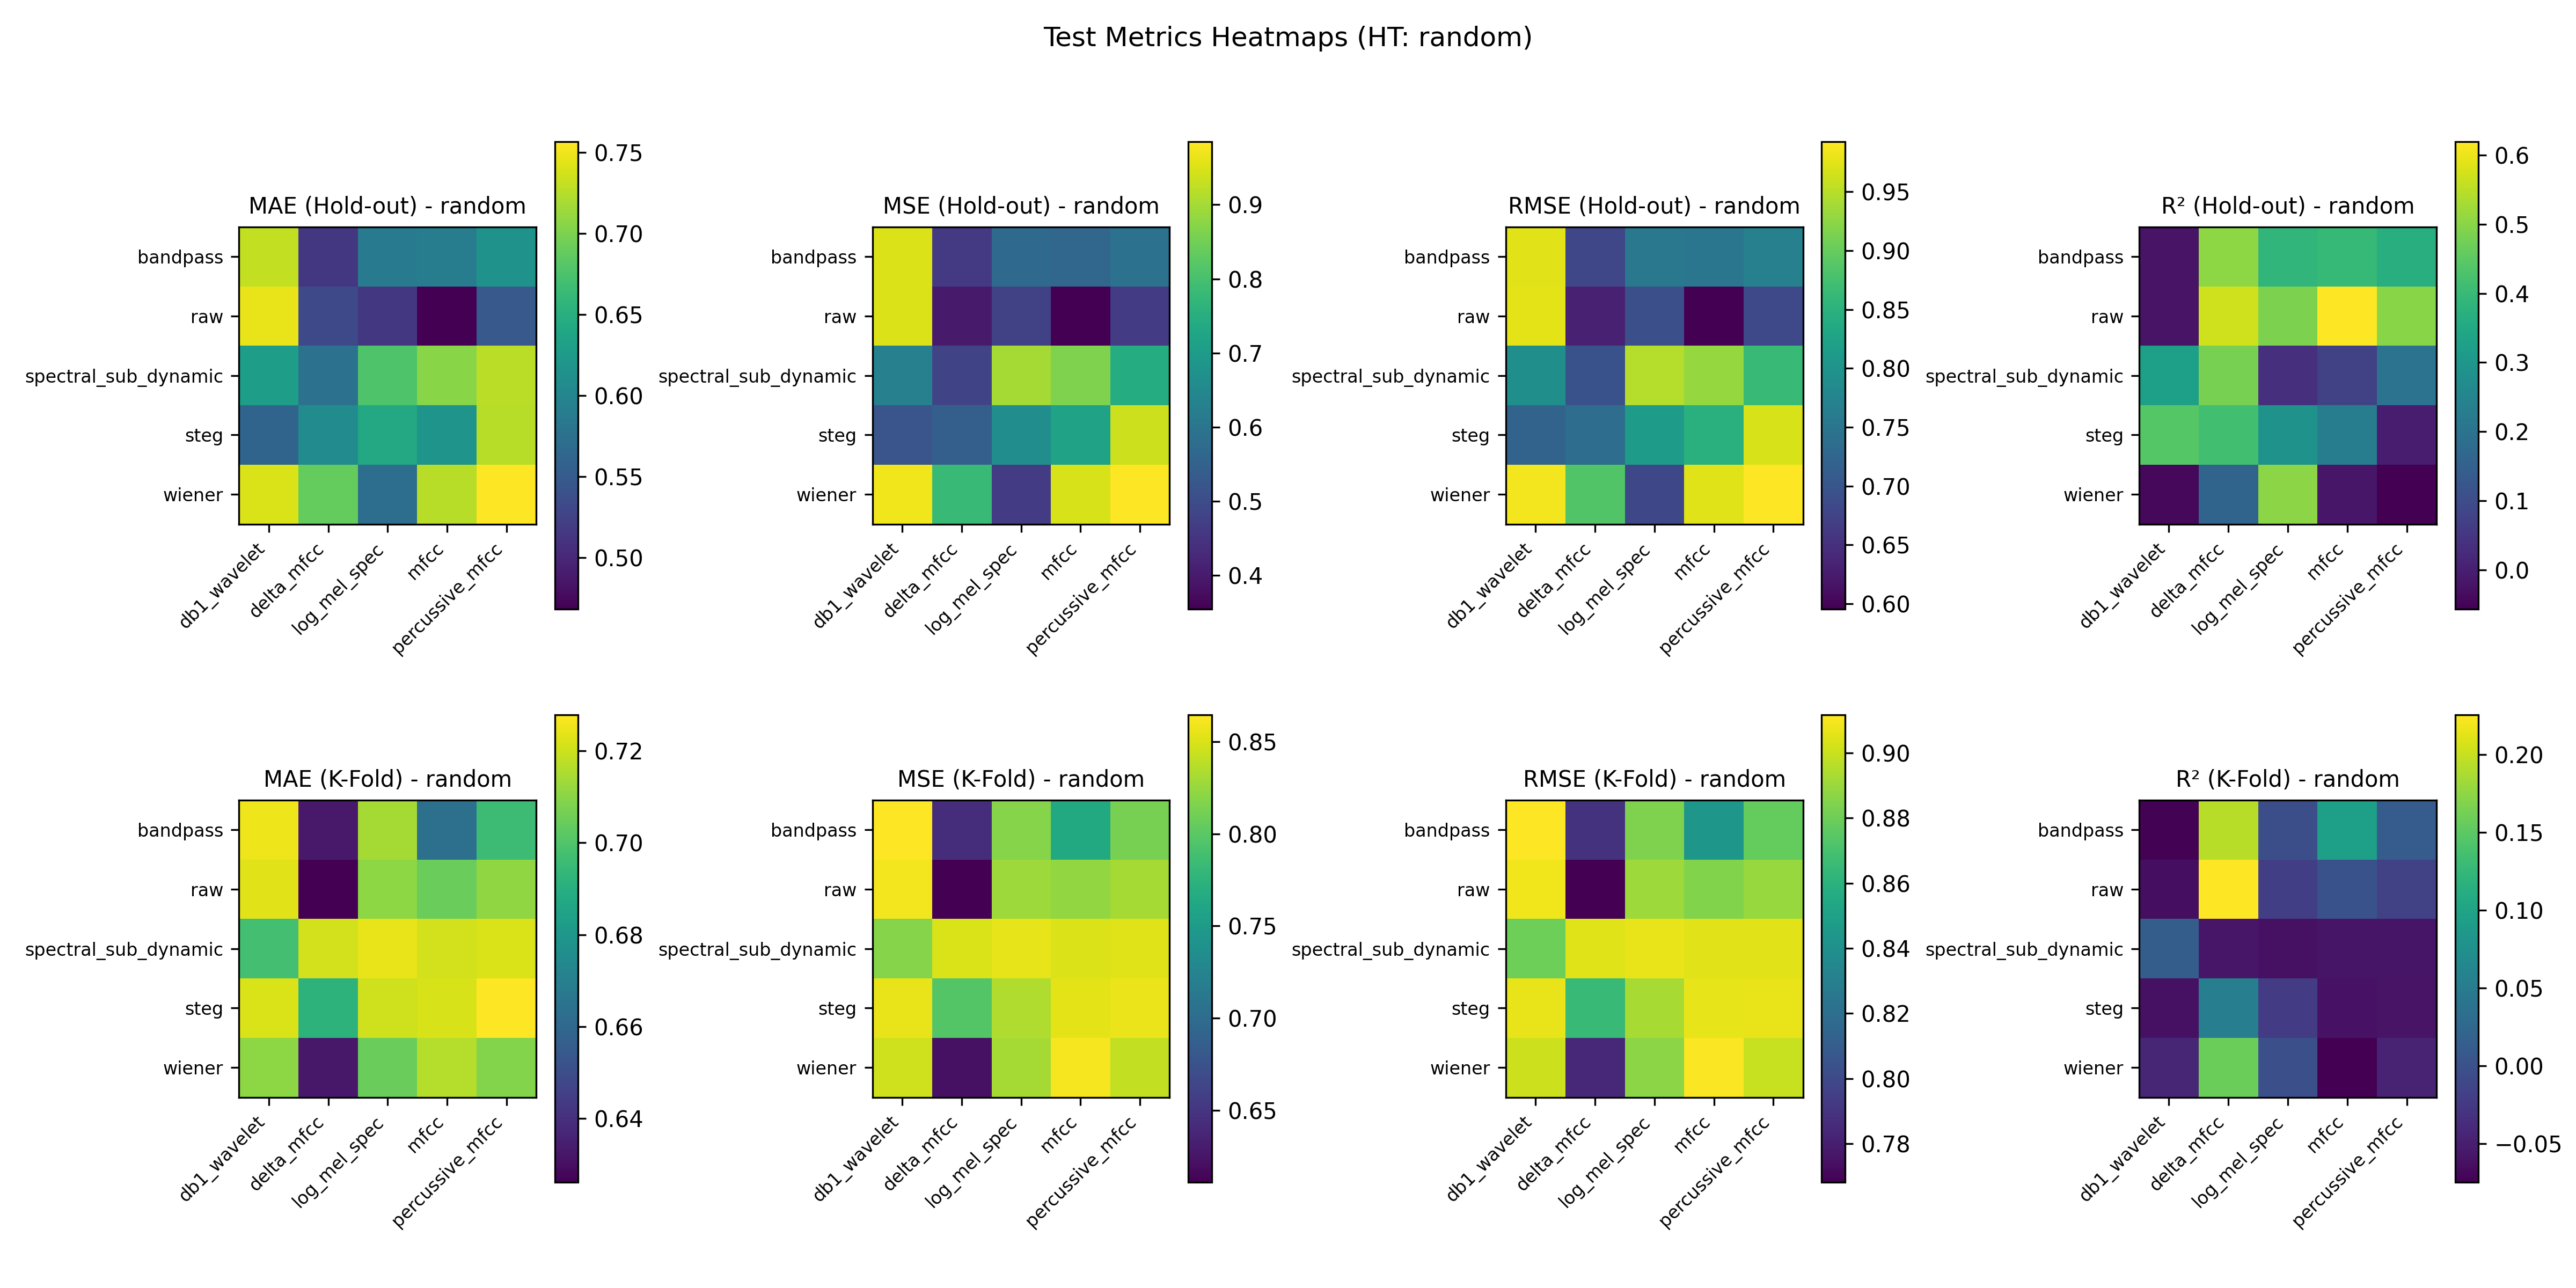 Test Metrics Heatmaps (HT: random)
MAE (Hold-out) - random
bandpass
raw
spectral_sub_dynamic
steg
wiener
db1_wavelet
delta_mfcc
log_mel_spec
mfcc
percussive_mfcc
0.75
0.70
0.65
0.60
0.55
0.50
MSE (Hold-out) - random
bandpass
raw
spectral_sub_dynamic
steg
wiener
db1_wavelet
delta_mfcc
log_mel_spec
mfcc
percussive_mfcc
0.9
0.8
0.7
0.6
0.5
0.4
RMSE (Hold-out) - random
bandpass
raw
spectral_sub_dynamic
steg
wiener
db1_wavelet
delta_mfcc
log_mel_spec
mfcc
percussive_mfcc
0.95
0.90
0.85
0.80
0.75
0.70
0.65
0.60
R² (Hold-out) - random
bandpass
raw
spectral_sub_dynamic
steg
wiener
db1_wavelet
delta_mfcc
log_mel_spec
mfcc
percussive_mfcc
0.6
0.5
0.4
0.3
0.2
0.1
0.0
MAE (K-Fold) - random
bandpass
raw
spectral_sub_dynamic
steg
wiener
db1_wavelet
delta_mfcc
log_mel_spec
mfcc
percussive_mfcc
0.72
0.70
0.68
0.66
0.64
MSE (K-Fold) - random
bandpass
raw
spectral_sub_dynamic
steg
wiener
db1_wavelet
delta_mfcc
log_mel_spec
mfcc
percussive_mfcc
0.85
0.80
0.75
0.70
0.65
RMSE (K-Fold) - random
bandpass
raw
spectral_sub_dynamic
steg
wiener
db1_wavelet
delta_mfcc
log_mel_spec
mfcc
percussive_mfcc
0.90
0.88
0.86
0.84
0.82
0.80
0.78
R² (K-Fold) - random
bandpass
raw
spectral_sub_dynamic
steg
wiener
db1_wavelet
delta_mfcc
log_mel_spec
mfcc
percussive_mfcc
0.20
0.15
0.10
0.05
0.00
−0.05